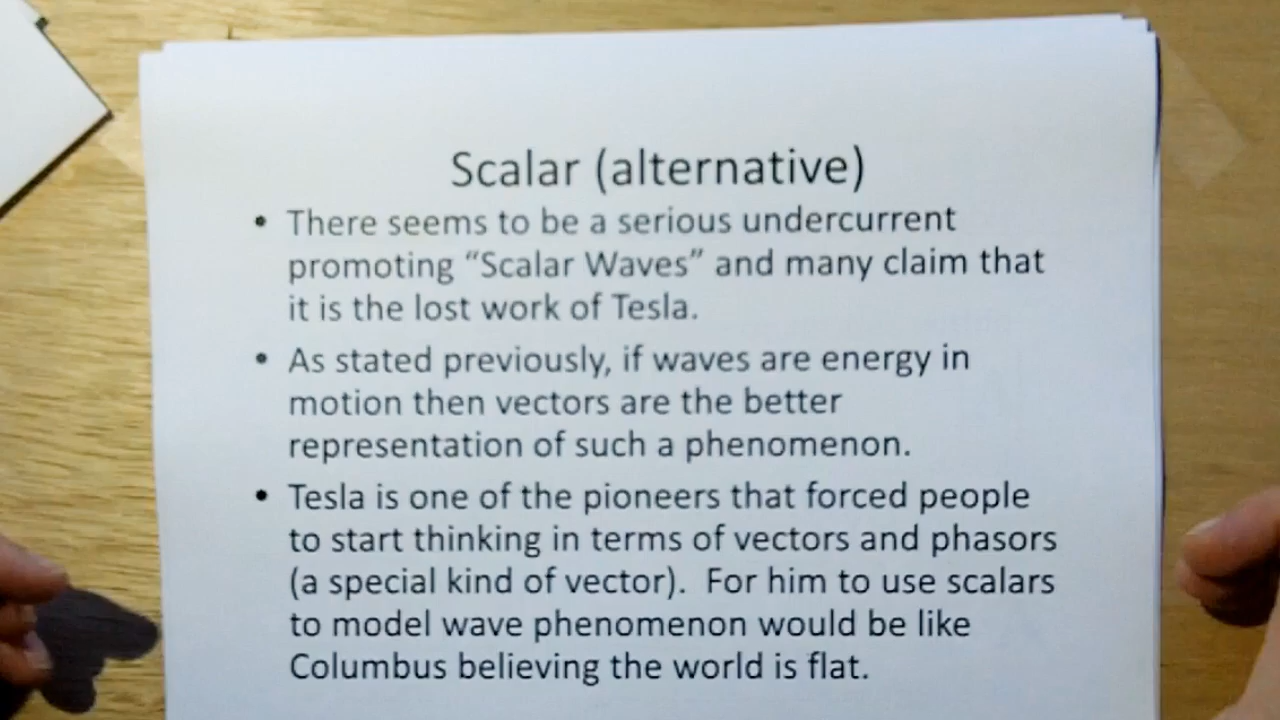 Scalar (alternative)
• There seems to be a serious undercurrent
promoting “Scalar Waves” and many claim that
it is the lost work of Tesla.
• As stated previously, if waves are energy in
motion then vectors are the better
representation of such a phenomenon.
• Tesla is one of the pioneers that forced people
to start thinking in terms of vectors and phasors
(a special kind of vector).  For him to use scalars
to model wave phenomenon would be like
Columbus believing the world is flat.